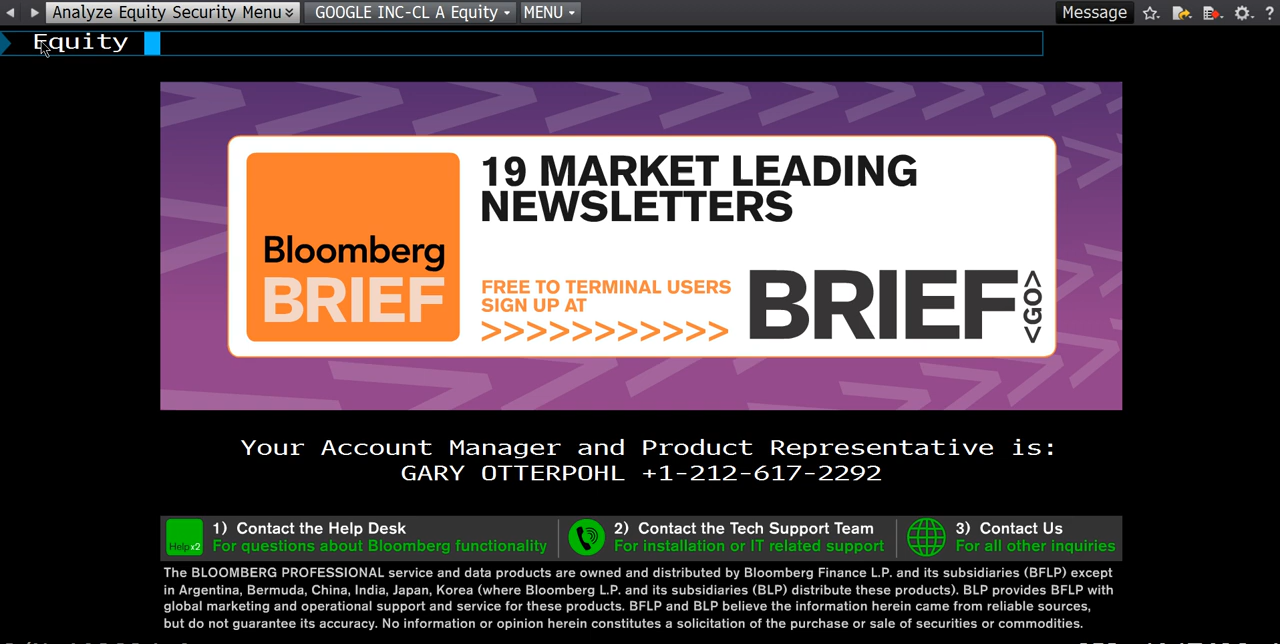 Analyze Equity Security Menu GOOGLE INC-CL A Equity MENU Message ?
Equity
19 MARKET LEADING
NEWSLETTERS
Bloomberg
BRIEF
FREE TO TERMINAL USERS
SIGN UP AT
>>>>>>>>>>>
BRIEF <GO>
Your Account Manager and Product Representative is:
GARY OTTERPOHL +1-212-617-2292
Helpx2
1) Contact the Help Desk
For questions about Bloomberg functionality
2) Contact the Tech Support Team
For installation or IT related support
3) Contact Us
For all other inquiries
The BLOOMBERG PROFESSIONAL service and data products are owned and distributed by Bloomberg Finance L.P. and its subsidiaries (BFLP) except
in Argentina, Bermuda, China, India, Japan, Korea (where Bloomberg L.P. and its subsidiaries (BLP) distribute these products). BLP provides BFLP with
global marketing and operational support and service for these products. BFLP and BLP believe the information herein came from reliable sources,
but do not guarantee its accuracy. No information or opinion herein constitutes a solicitation of the purchase or sale of securities or commodities.